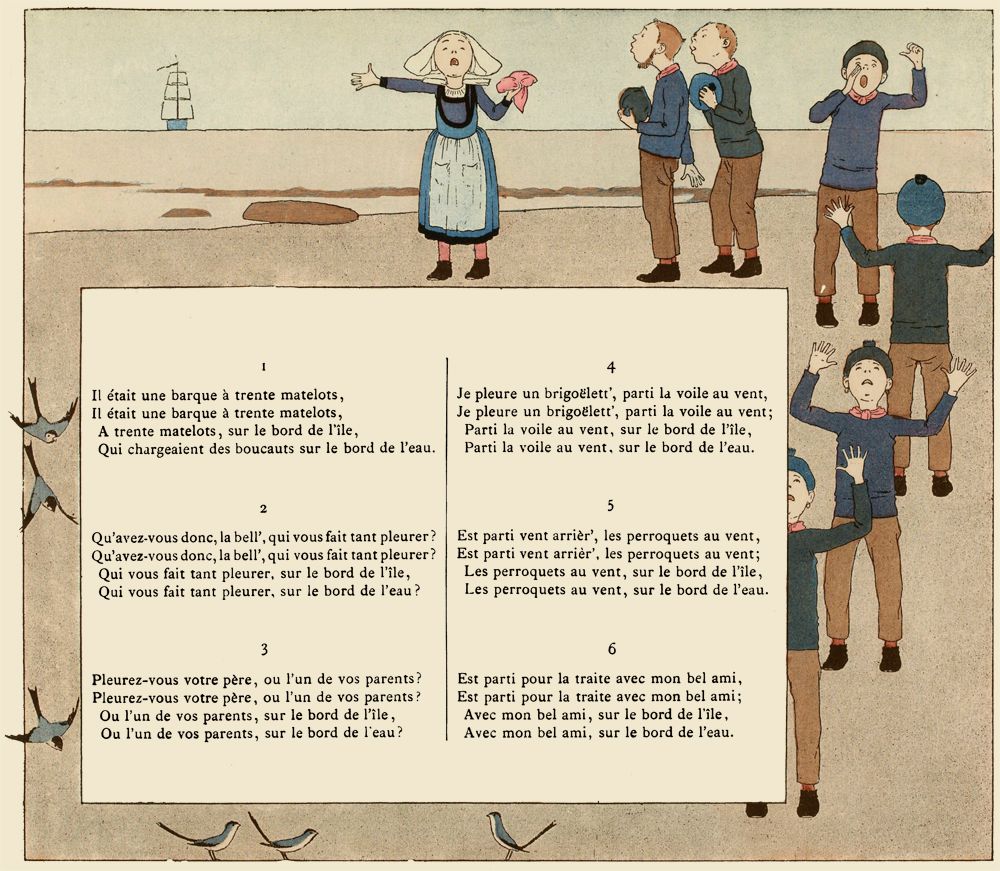 1
Il était une barque à trente matelots,
Il était une barque à trente matelots,
A trente matelots, sur le bord de l'île,
Qui chargeaient des boucauts sur le bord de l'eau.
2
Qu'avez-vous donc, la bell', qui vous fait tant pleurer?
Qu'avez-vous donc, la bell', qui vous fait tant pleurer?
Qui vous fait tant pleurer, sur le bord de l'île,
Qui vous fait tant pleurer, sur le bord de l'eau?
3
Pleurez-vous votre père, ou l'un de vos parents?
Pleurez-vous votre père, ou l'un de vos parents?
Ou l'un de vos parents, sur le bord de l'île,
Ou l'un de vos parents, sur le bord de l'eau?
4
Je pleure un brigoëlett', parti la voile au vent,
Je pleure un brigoëlett', parti la voile au vent;
Parti la voile au vent, sur le bord de l'île,
Parti la voile au vent, sur le bord de l'eau.
5
Est parti vent arrièr', les perroquets au vent,
Est parti vent arrièr', les perroquets au vent;
Les perroquets au vent, sur le bord de l'île,
Les perroquets au vent, sur le bord de l'eau.
6
Est parti pour la traite avec mon bel ami,
Est parti pour la traite avec mon bel ami;
Avec mon bel ami, sur le bord de l'île,
Avec mon bel ami, sur le bord de l'eau.